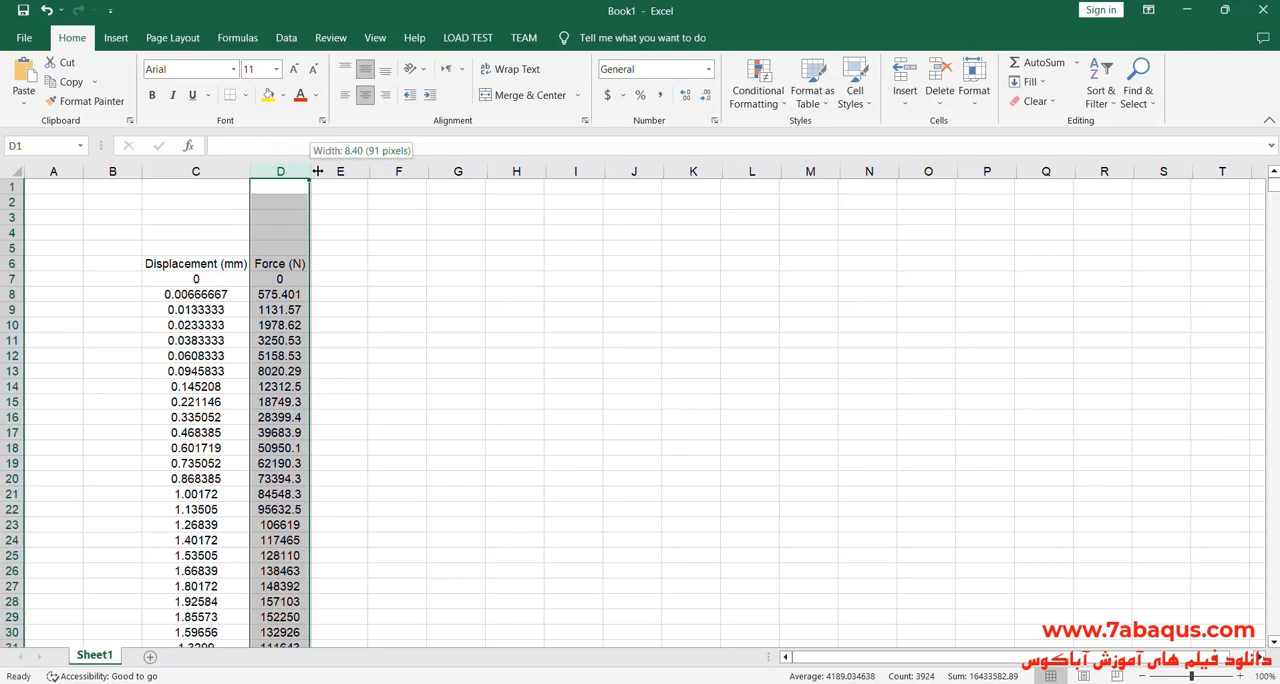 Book1 - Excel
Sign in
File Home Insert Page Layout Formulas Data Review View Help LOAD TEST TEAM Tell me what you want to do
Paste
Cut
Copy
Format Painter
Clipboard
Arial 11
B I U
Font
Wrap Text
Merge & Center
Alignment
General
$ % ,
Number
Conditional Formatting
Format as Table
Cell Styles
Styles
Insert
Delete
Format
Cells
AutoSum
Fill
Clear
Sort & Filter
Find & Select
Editing
D1
fx
Width: 8.40 (91 pixels)
A B C D E F G H I J K L M N O P Q R S T
1
2
3
4
5
6 Displacement (mm) Force (N)
7 0 0
8 0.00666667 575.401
9 0.0133333 1131.57
10 0.0233333 1978.62
11 0.0383333 3250.53
12 0.0608333 5158.53
13 0.0945833 8020.29
14 0.145208 12312.5
15 0.221146 18749.3
16 0.335052 28399.4
17 0.468385 39683.9
18 0.601719 50950.1
19 0.735052 62190.3
20 0.868385 73394.3
21 1.00172 84548.3
22 1.13505 95632.5
23 1.26839 106619
24 1.40172 117465
25 1.53505 128110
26 1.66839 138463
27 1.80172 148392
28 1.92584 157103
29 1.85573 152250
30 1.59656 132926
31 1.3299 111643
www.7abaqus.com
Sheet1
دانلود فیلم های آموزش آباکوس
Ready
Accessibility: Good to go
Average: 4189.034638 Count: 3924 Sum: 16433582.89
100%